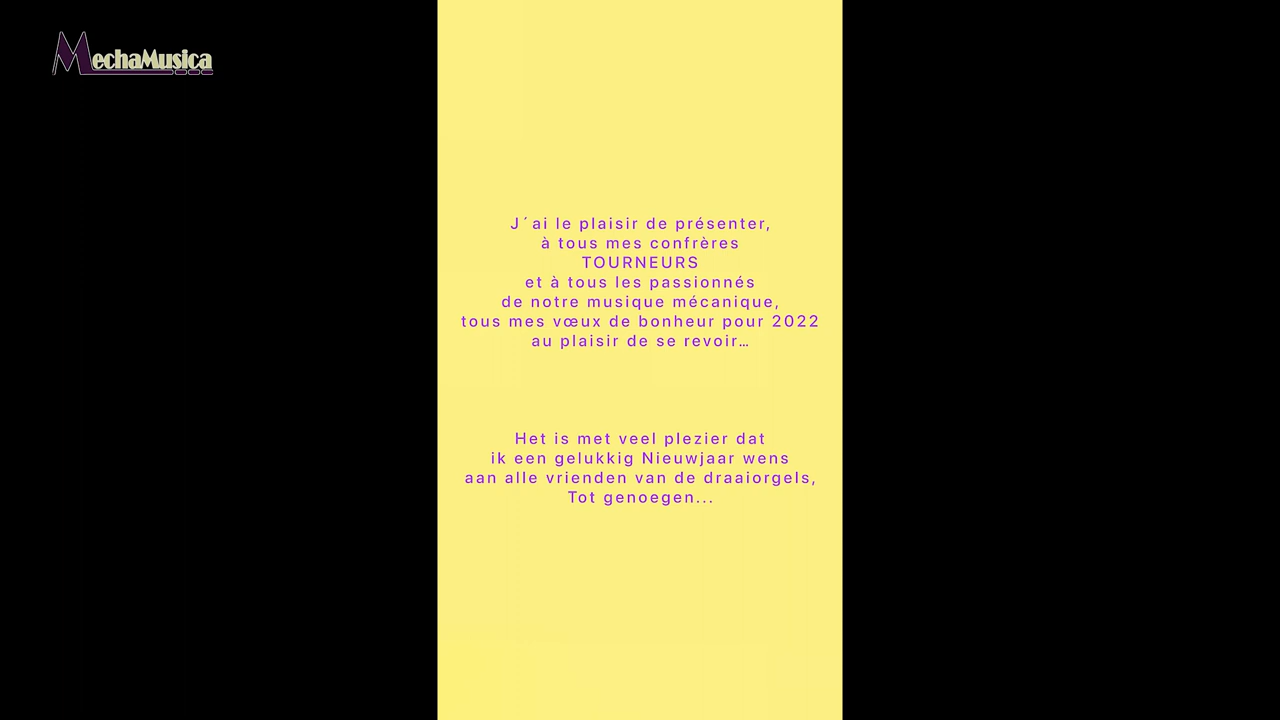 MechaMusica
J´ai le plaisir de présenter,
à tous mes confrères
TOURNEURS
et à tous les passionnés
de notre musique mécanique,
tous mes vœux de bonheur pour 2022
au plaisir de se revoir…
Het is met veel plezier dat
ik een gelukkig Nieuwjaar wens
aan alle vrienden van de draaiorgels,
Tot genoegen...